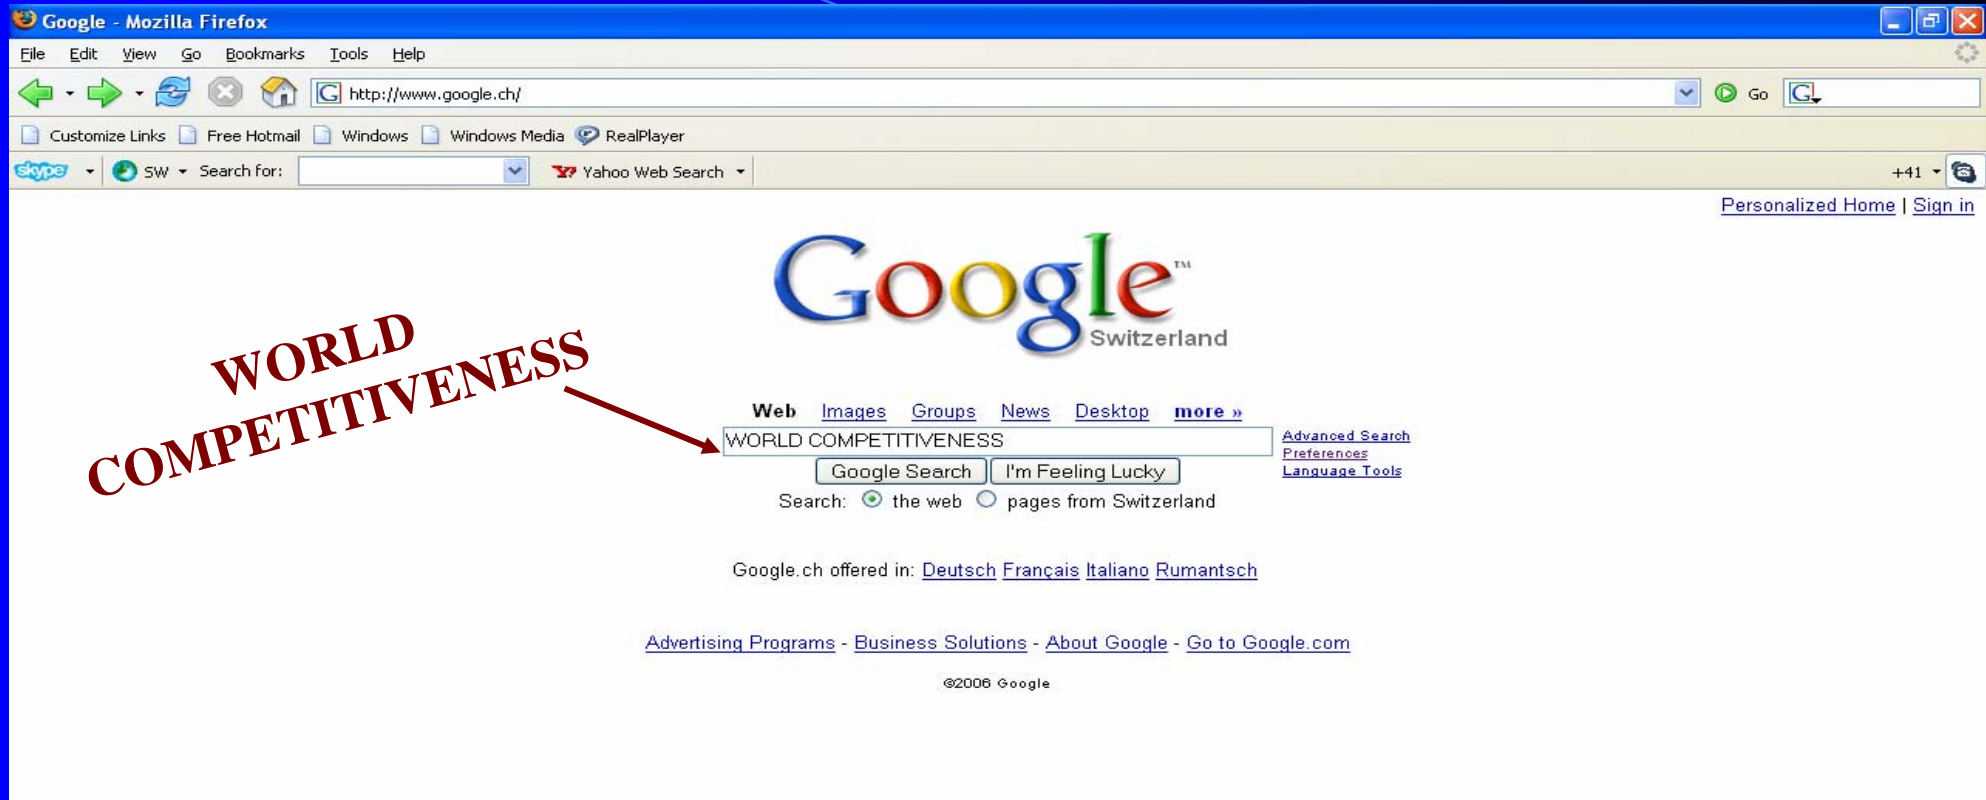 Google - Mozilla Firefox
File Edit View Go Bookmarks Tools Help
G http://www.google.ch/ Go G
Customize Links Free Hotmail Windows Windows Media RealPlayer
skype SW Search for: Y? Yahoo Web Search +41
Personalized Home | Sign in
Google™
Switzerland
WORLD
COMPETITIVENESS
Web Images Groups News Desktop more »
WORLD COMPETITIVENESS
Advanced Search
Preferences
Language Tools
Google Search I'm Feeling Lucky
Search: the web pages from Switzerland
Google.ch offered in: Deutsch Français Italiano Rumantsch
Advertising Programs - Business Solutions - About Google - Go to Google.com
©2006 Google